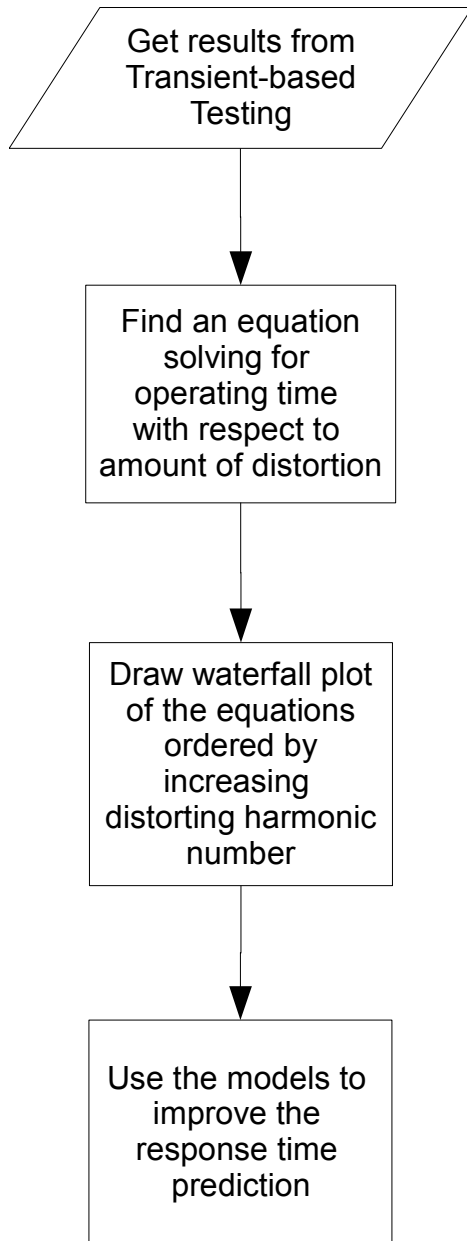 Get results from
Transient-based
Testing
Find an equation
solving for
operating time
with respect to
amount of distortion
Draw waterfall plot
of the equations
ordered by
increasing
distorting harmonic
number
Use the models to
improve the
response time
prediction